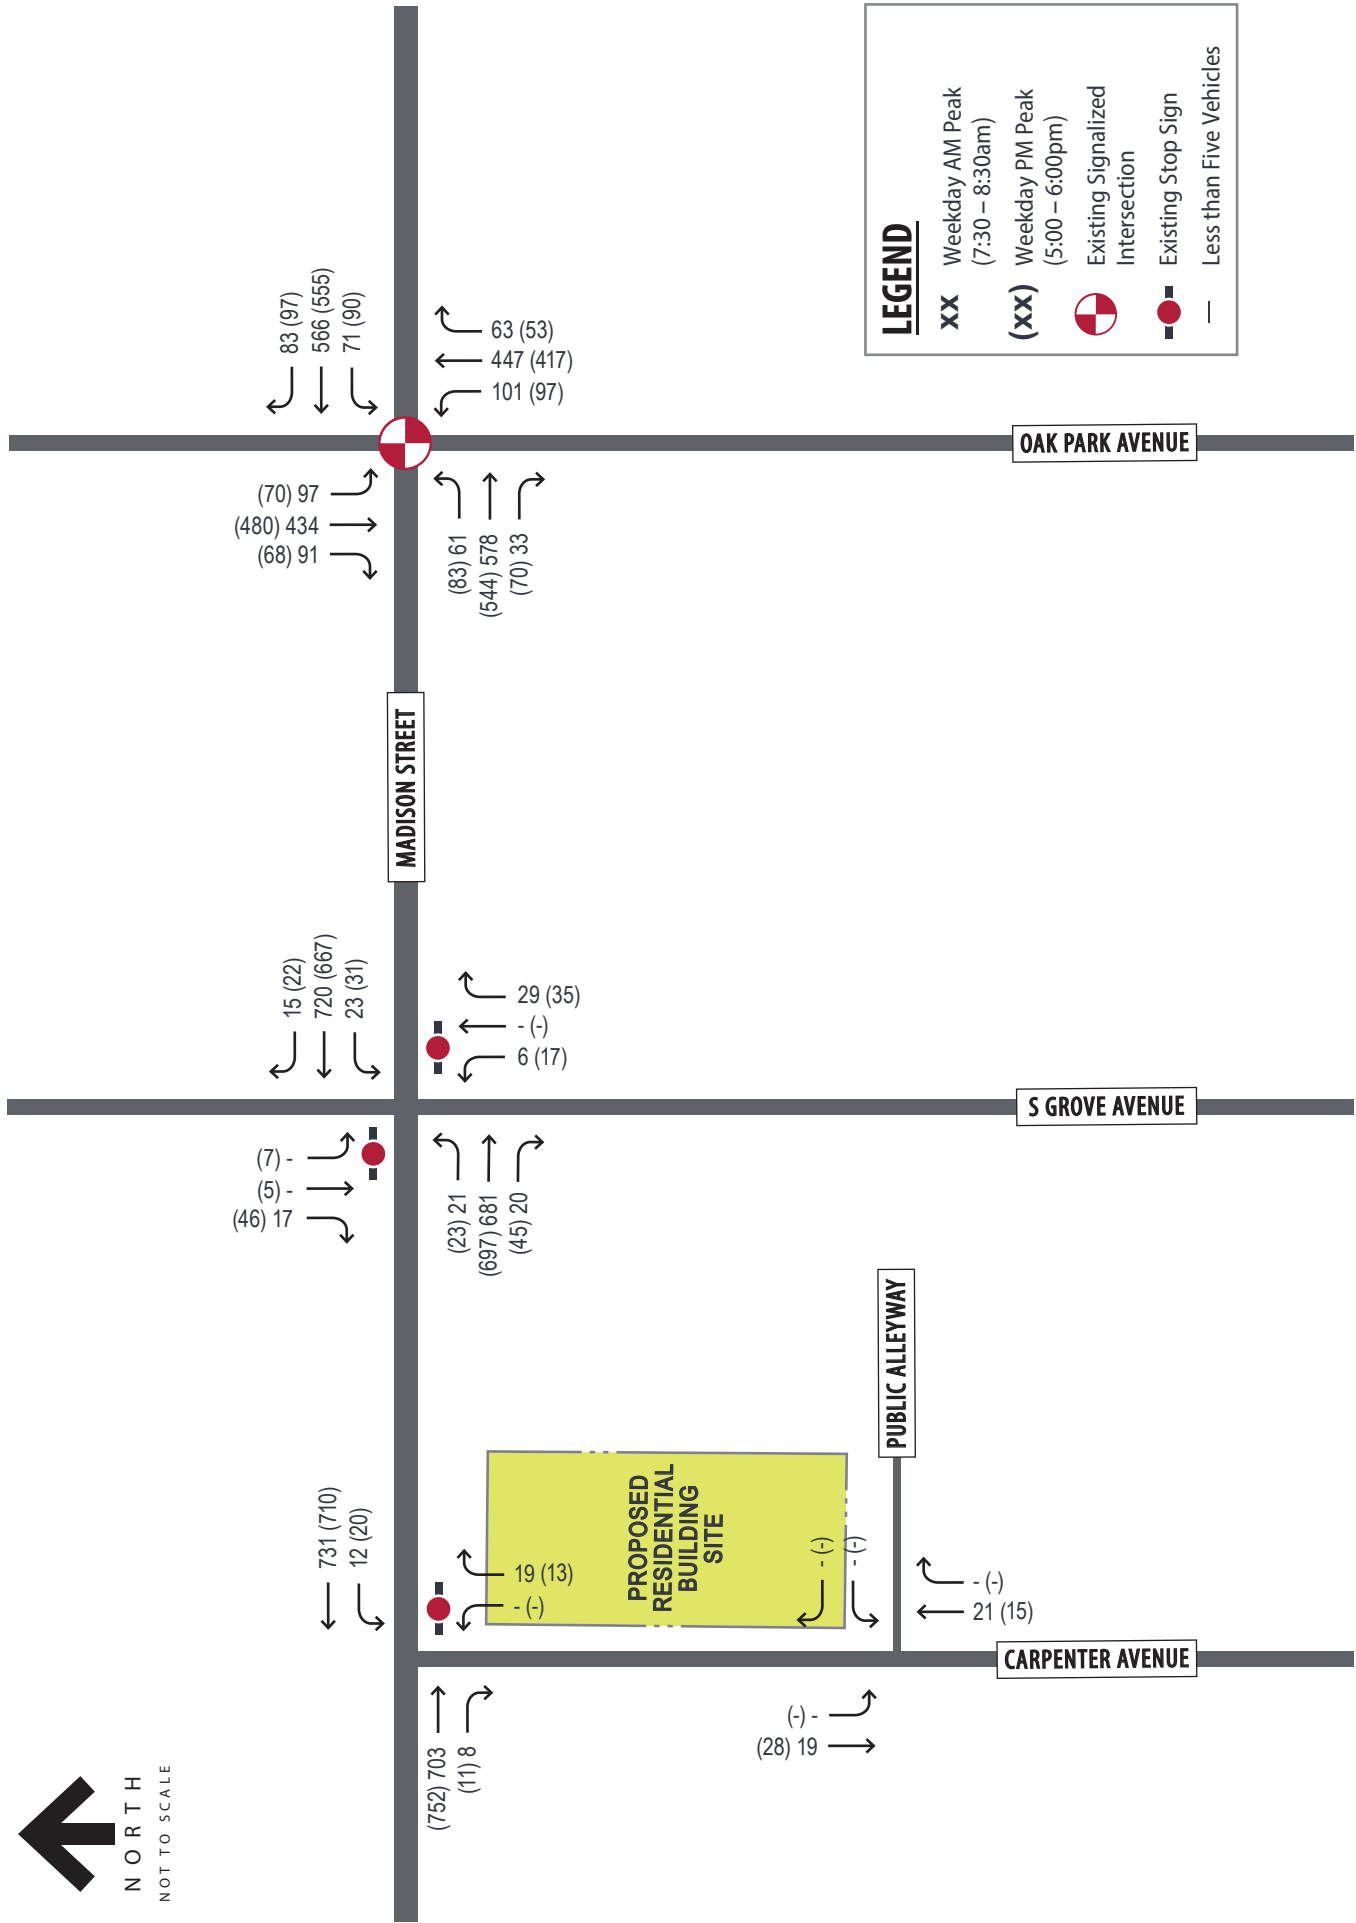 83 (97)
566 (555)
71 (90)
63 (53)
447 (417)
101 (97)
(70) 97
(480) 434
(68) 91
(83) 61
(544) 578
(70) 33
OAK PARK AVENUE
LEGEND
XX Weekday AM Peak
(7:30 – 8:30am)
(XX) Weekday PM Peak
(5:00 – 6:00pm)
Existing Signalized
Intersection
Existing Stop Sign
— Less than Five Vehicles
MADISON STREET
15 (22)
720 (667)
23 (31)
29 (35)
- (-)
6 (17)
S GROVE AVENUE
(7) -
(5) -
(46) 17
(23) 21
(697) 681
(45) 20
PUBLIC ALLEYWAY
731 (710)
12 (20)
19 (13)
- (-)
PROPOSED
RESIDENTIAL
BUILDING
SITE
- (-)
- (-)
- (-)
21 (15)
CARPENTER AVENUE
(752) 703
(11) 8
(-) -
(28) 19
NORTH
NOT TO SCALE